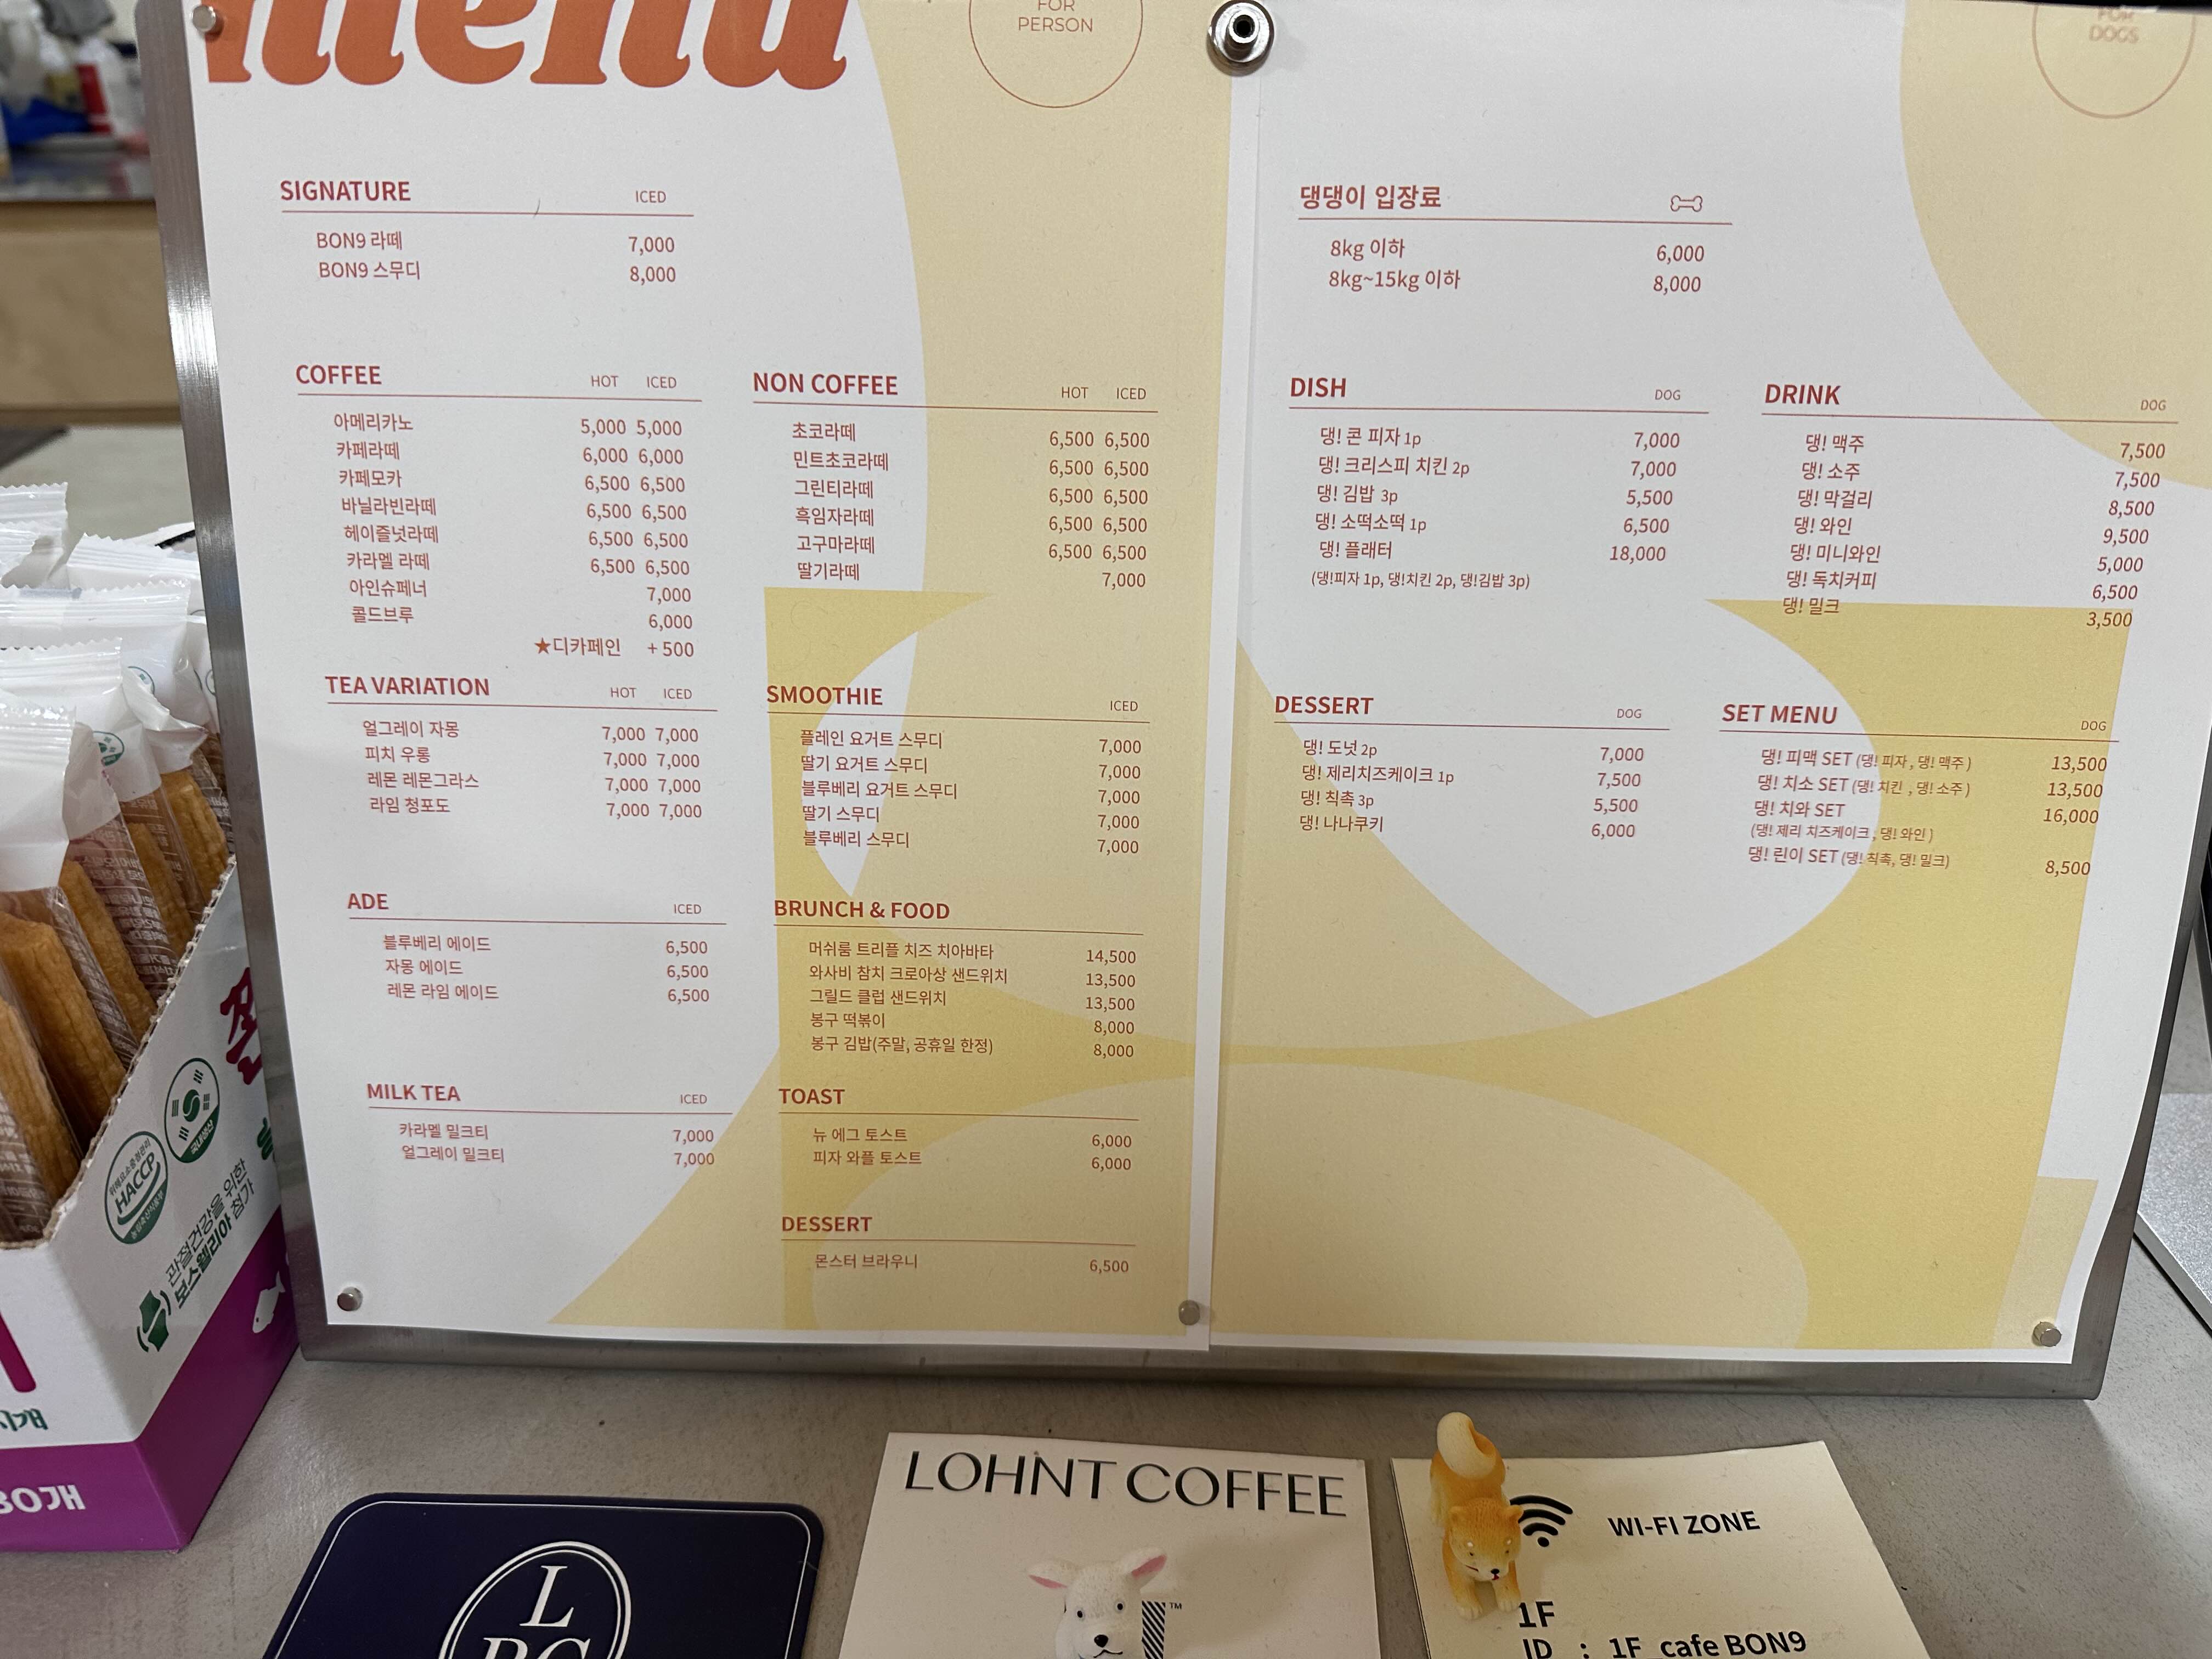 menu
FOR
PERSON
SIGNATURE ICED
BON9 라떼 7,000
BON9 스무디 8,000
COFFEE HOT ICED
아메리카노 5,000 5,000
카페라떼 6,000 6,000
카페모카 6,500 6,500
바닐라빈라떼 6,500 6,500
헤이즐넛라떼 6,500 6,500
카라멜 라떼 6,500 6,500
아인슈페너 7,000
콜드브루 6,000
★디카페인 + 500
TEA VARIATION HOT ICED
얼그레이 자몽 7,000 7,000
피치 우롱 7,000 7,000
레몬 레몬그라스 7,000 7,000
라임 청포도 7,000 7,000
ADE ICED
블루베리 에이드 6,500
자몽 에이드 6,500
레몬 라임 에이드 6,500
MILK TEA ICED
카라멜 밀크티 7,000
얼그레이 밀크티 7,000
NON COFFEE HOT ICED
초코라떼 6,500 6,500
민트초코라떼 6,500 6,500
그린티라떼 6,500 6,500
흑임자라떼 6,500 6,500
고구마라떼 6,500 6,500
딸기라떼 7,000
SMOOTHIE ICED
플레인 요거트 스무디 7,000
딸기 요거트 스무디 7,000
블루베리 요거트 스무디 7,000
딸기 스무디 7,000
블루베리 스무디 7,000
BRUNCH & FOOD
머쉬룸 트리플 치즈 치아바타 14,500
와사비 참치 크로아상 샌드위치 13,500
그릴드 클럽 샌드위치 13,500
봉구 떡볶이 8,000
봉구 김밥(주말, 공휴일 한정) 8,000
TOAST
뉴 에그 토스트 6,000
피자 와플 토스트 6,000
DESSERT
몬스터 브라우니 6,500
FOR
DOGS
댕댕이 입장료
8kg 이하 6,000
8kg~15kg 이하 8,000
DISH DOG
댕! 콘 피자 1p 7,000
댕! 크리스피 치킨 2p 7,000
댕! 김밥 3p 5,500
댕! 소떡소떡 1p 6,500
댕! 플래터 18,000
(댕!피자 1p, 댕!치킨 2p, 댕!김밥 3p)
DRINK DOG
댕! 맥주 7,500
댕! 소주 7,500
댕! 막걸리 8,500
댕! 와인 9,500
댕! 미니와인 5,000
댕! 독치커피 6,500
댕! 밀크 3,500
DESSERT DOG
댕! 도넛 2p 7,000
댕! 제리치즈케이크 1p 7,500
댕! 칙촉 3p 5,500
댕! 나나쿠키 6,000
SET MENU DOG
댕! 피맥 SET (댕! 피자 , 댕! 맥주 ) 13,500
댕! 치소 SET (댕! 치킨 , 댕! 소주 ) 13,500
댕! 치와 SET 16,000
(댕! 제리 치즈케이크 , 댕! 와인 )
댕! 린이 SET (댕! 칙촉, 댕! 밀크) 8,500
HACCP
국내생산
관절건강을 위한
보스웰리아 첨가
30개
L
LOHNT COFFEE
TM
WI-FI ZONE
1F
ID : 1F_cafe BON9